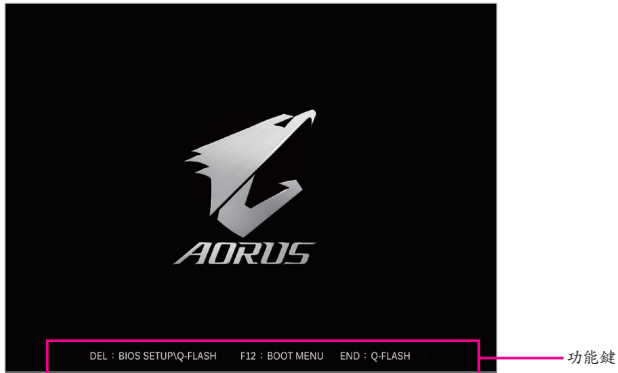 AORUS
DEL : BIOS SETUP\Q-FLASH F12 : BOOT MENU END : Q-FLASH
功能鍵